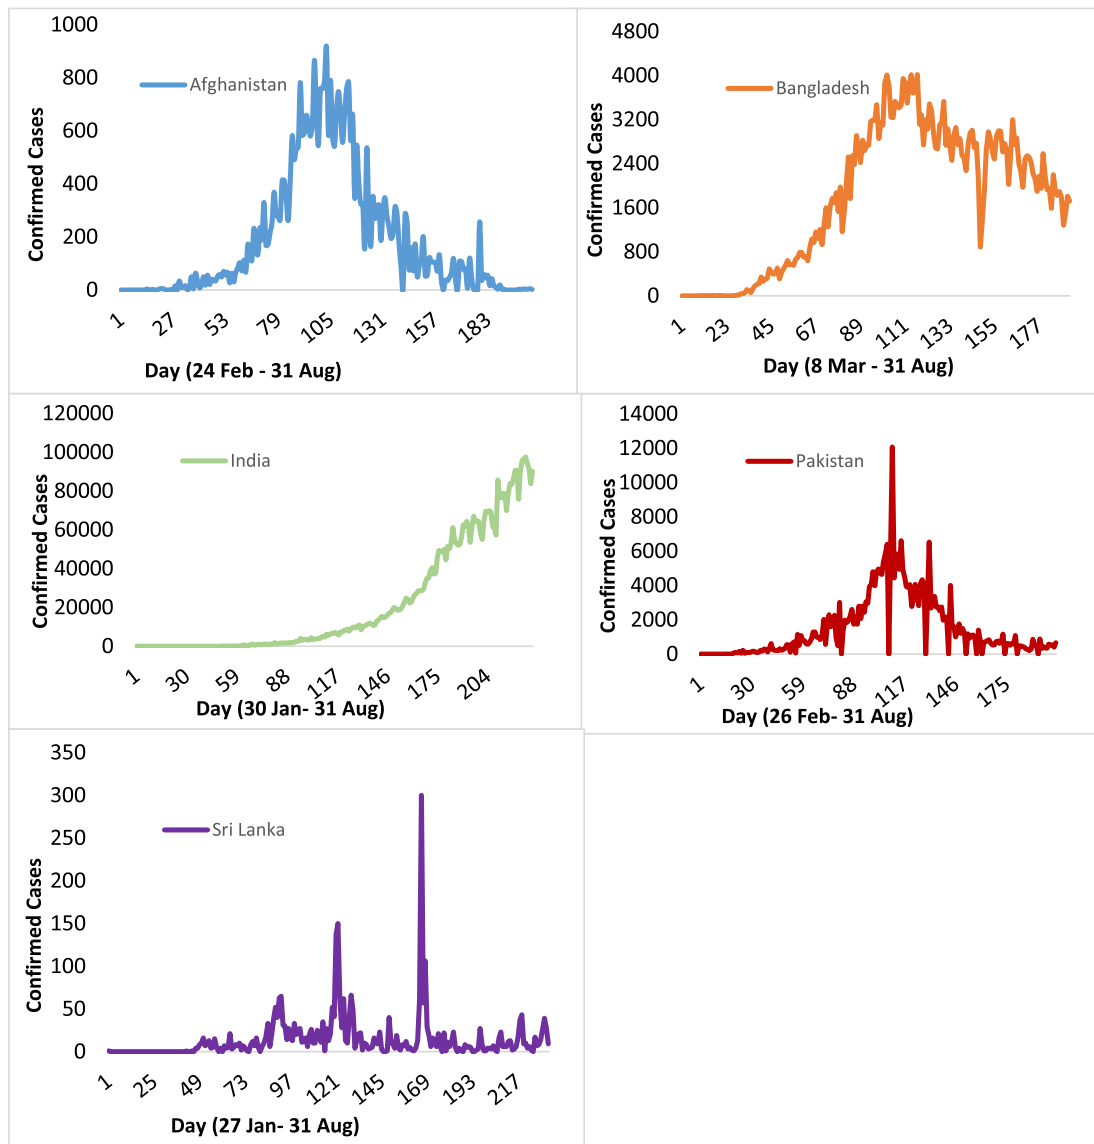 1000
800
600
400
200
0
Confirmed Cases
Afghanistan
1 27 53 79 105 131 157 183
Day (24 Feb - 31 Aug)
4800
4000
3200
2400
1600
800
0
Confirmed Cases
Bangladesh
1 23 45 67 89 111 133 155 177
Day (8 Mar - 31 Aug)
120000
100000
80000
60000
40000
20000
0
Confirmed Cases
India
1 30 59 88 117 146 175 204
Day (30 Jan- 31 Aug)
14000
12000
10000
8000
6000
4000
2000
0
Confirmed Cases
Pakistan
1 30 59 88 117 146 175
Day (26 Feb- 31 Aug)
350
300
250
200
150
100
50
0
Confirmed Cases
Sri Lanka
1 25 49 73 97 121 145 169 193 217
Day (27 Jan- 31 Aug)